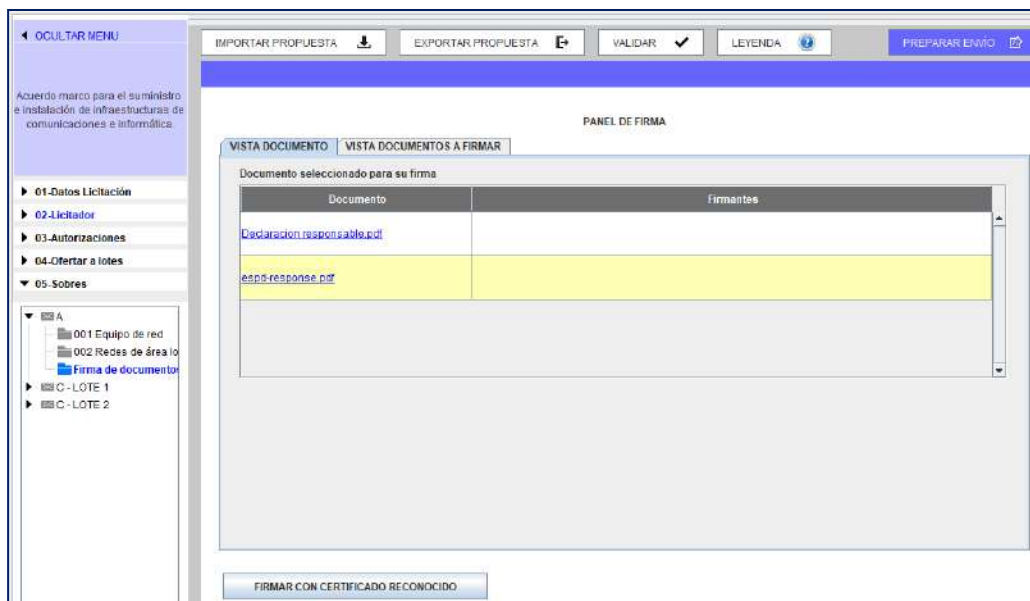 OCULTAR MENU
IMPORTAR PROPUESTA
EXPORTAR PROPUESTA
VALIDAR
LEYENDA
PREPARAR ENVÍO
Acuerdo marco para el suministro
e instalación de infraestructuras de
comunicaciones e informática.
PANEL DE FIRMA
VISTA DOCUMENTO
VISTA DOCUMENTOS A FIRMAR
Documento seleccionado para su firma
Documento
Firmantes
Declaracion responsable.pdf
espd-response.pdf
01-Datos Licitación
02-Licitador
03-Autorizaciones
04-Ofertar a lotes
05-Sobres
A
001 Equipo de red
002 Redes de área lo
Firma de documentos
C - LOTE 1
C - LOTE 2
FIRMAR CON CERTIFICADO RECONOCIDO